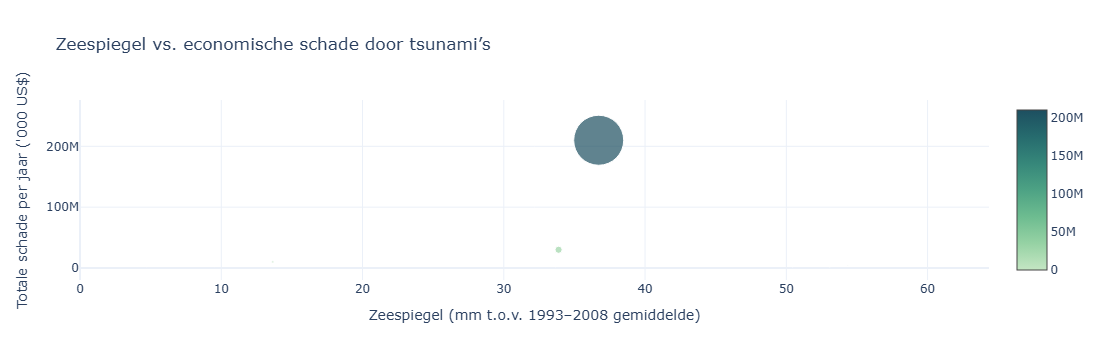 Zeespiegel vs. economische schade door tsunami’s
Totale schade per jaar ('000 US$)
200M
100M
0
0 10 20 30 40 50 60
Zeespiegel (mm t.o.v. 1993–2008 gemiddelde)
200M
150M
100M
50M
0